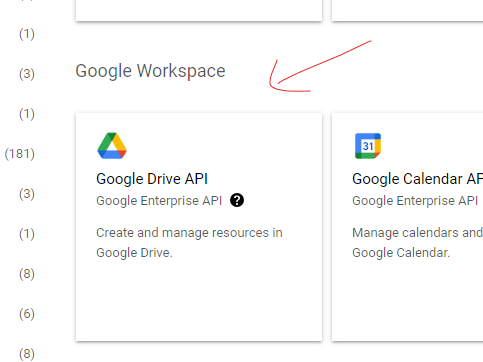 (1)
(3)
(1)
(181)
(3)
(1)
(8)
(6)
(8)
Google Workspace
31
Google Drive API
Google Enterprise API ?
Create and manage resources in
Google Drive.
Google Calendar AP
Google Enterprise API
Manage calendars and
Google Calendar.